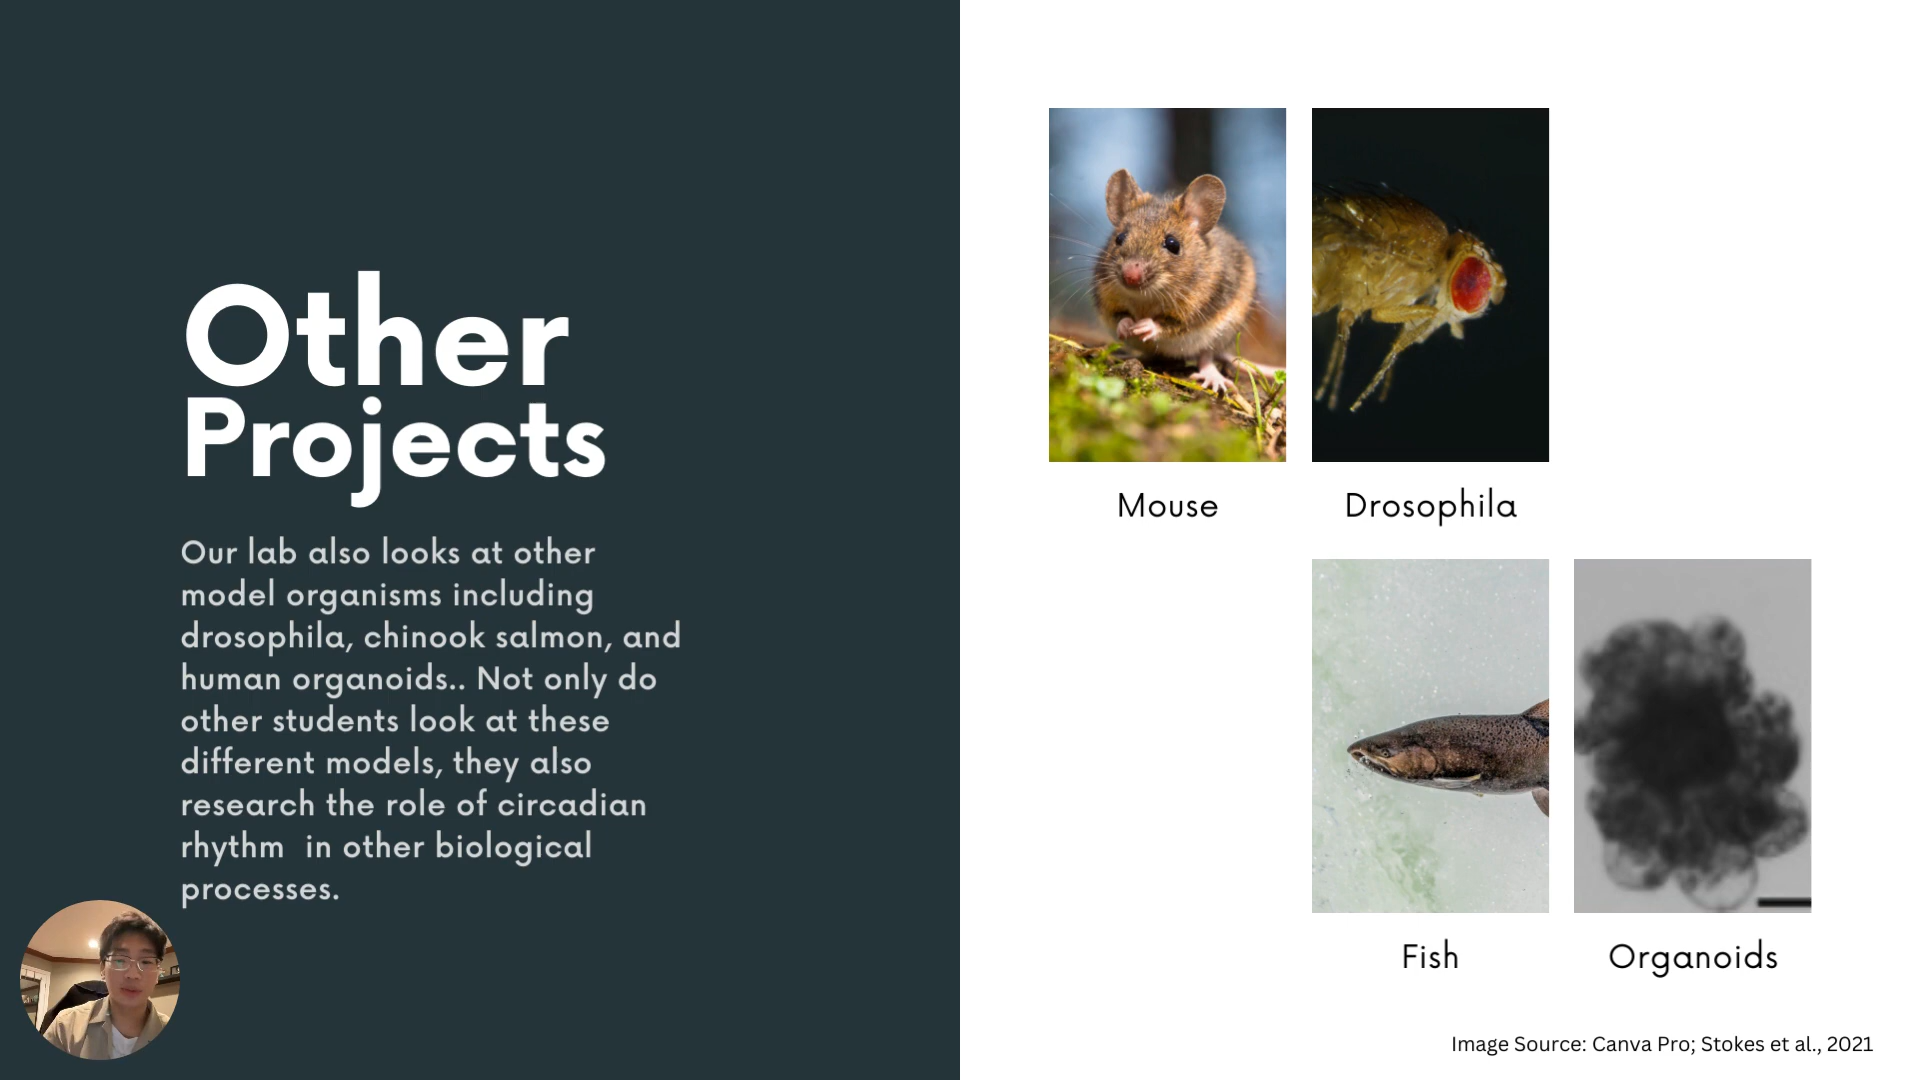 Other
Projects
Our lab also looks at other
model organisms including
drosophila, chinook salmon, and
human organoids.. Not only do
other students look at these
different models, they also
research the role of circadian
rhythm  in other biological
processes.
Mouse
Drosophila
Fish
Organoids
Image Source: Canva Pro; Stokes et al., 2021